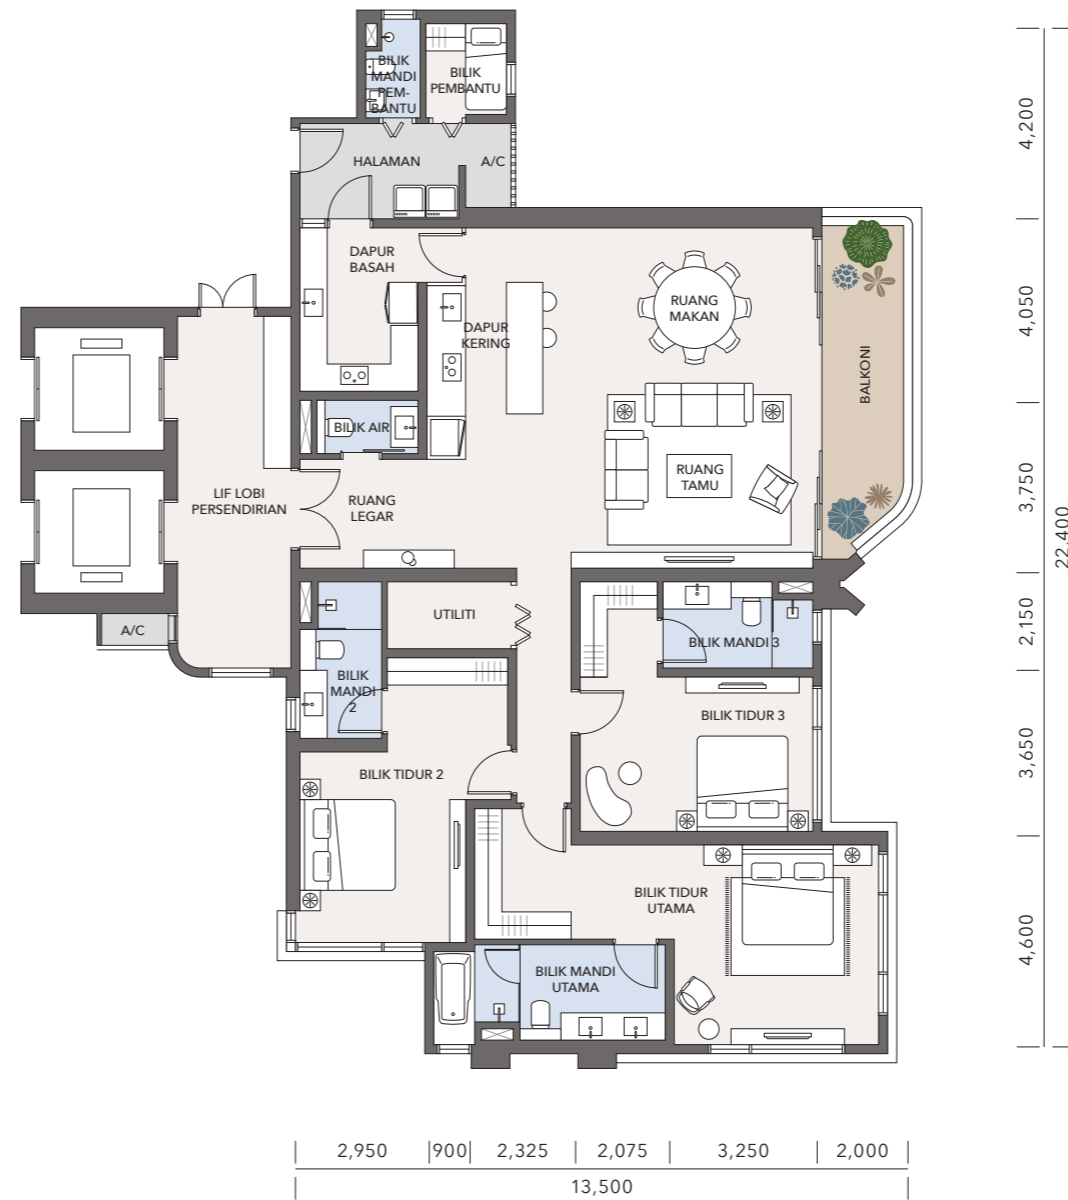 BILIK
MANDI
PEM-
BANTU
BILIK
PEMBANTU
HALAMAN
A/C
DAPUR
BASAH
DAPUR
KERING
RUANG
MAKAN
BALKONI
BILIK AIR
RUANG
TAMU
LIF LOBI
PERSENDIRIAN
RUANG
LEGAR
A/C
UTILITI
BILIK MANDI 3
BILIK
MANDI
2
BILIK TIDUR 3
BILIK TIDUR 2
BILIK TIDUR
UTAMA
BILIK MANDI
UTAMA
4,200
4,050
3,750
2,150
3,650
4,600
22,400
2,950
900
2,325
2,075
3,250
2,000
13,500